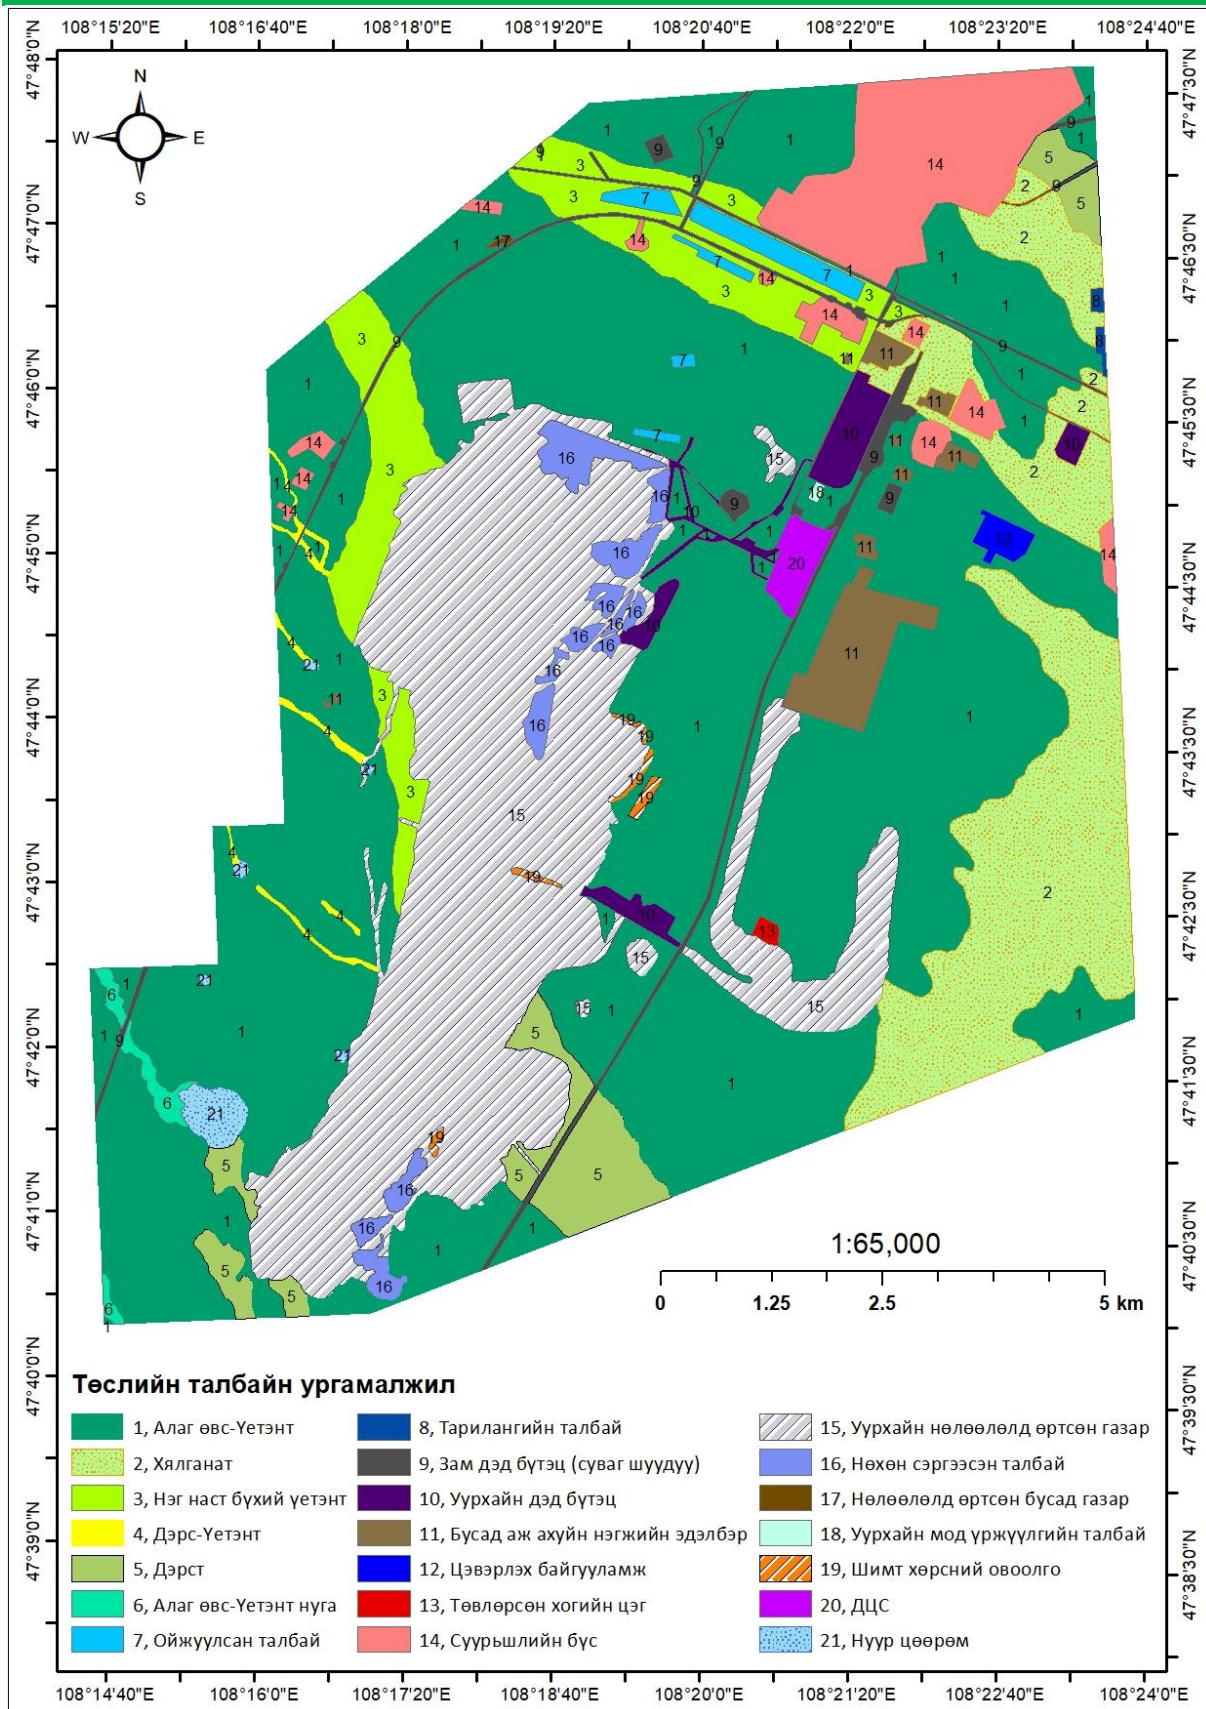 108°15'20"E 108°16'40"E 108°18'0"E 108°19'20"E 108°20'40"E 108°22'0"E 108°23'20"E 108°24'40"E
47°48'0"N
47°47'0"N
47°46'0"N
47°45'0"N
47°44'0"N
47°43'0"N
47°42'0"N
47°41'0"N
47°40'0"N
47°39'0"N
47°47'30"N
47°46'30"N
47°45'30"N
47°44'30"N
47°43'30"N
47°42'30"N
47°41'30"N
47°40'30"N
47°39'30"N
47°38'30"N
N
W E
S
1:65,000
0 1.25 2.5 5 km
Төслийн талбайн ургамалжил
1, Алаг өвс-Үетэнт
2, Хялганат
3, Нэг наст бүхий үетэнт
4, Дэрс-Үетэнт
5, Дэрст
6, Алаг өвс-Үетэнт нуга
7, Ойжуулсан талбай
8, Тарилангийн талбай
9, Зам дэд бүтэц (суваг шуудуу)
10, Уурхайн дэд бүтэц
11, Бусад аж ахуйн нэгжийн эдэлбэр
12, Цэвэрлэх байгууламж
13, Төвлөрсөн хогийн цэг
14, Суурьшлийн бүс
15, Уурхайн нөлөөлөлд өртсөн газар
16, Нөхөн сэргээсэн талбай
17, Нөлөөлөлд өртсөн бусад газар
18, Уурхайн мод үржүүлгийн талбай
19, Шимт хөрсний овоолго
20, ДЦС
21, Нуур цөөрөм
108°14'40"E 108°16'0"E 108°17'20"E 108°18'40"E 108°20'0"E 108°21'20"E 108°22'40"E 108°24'0"E